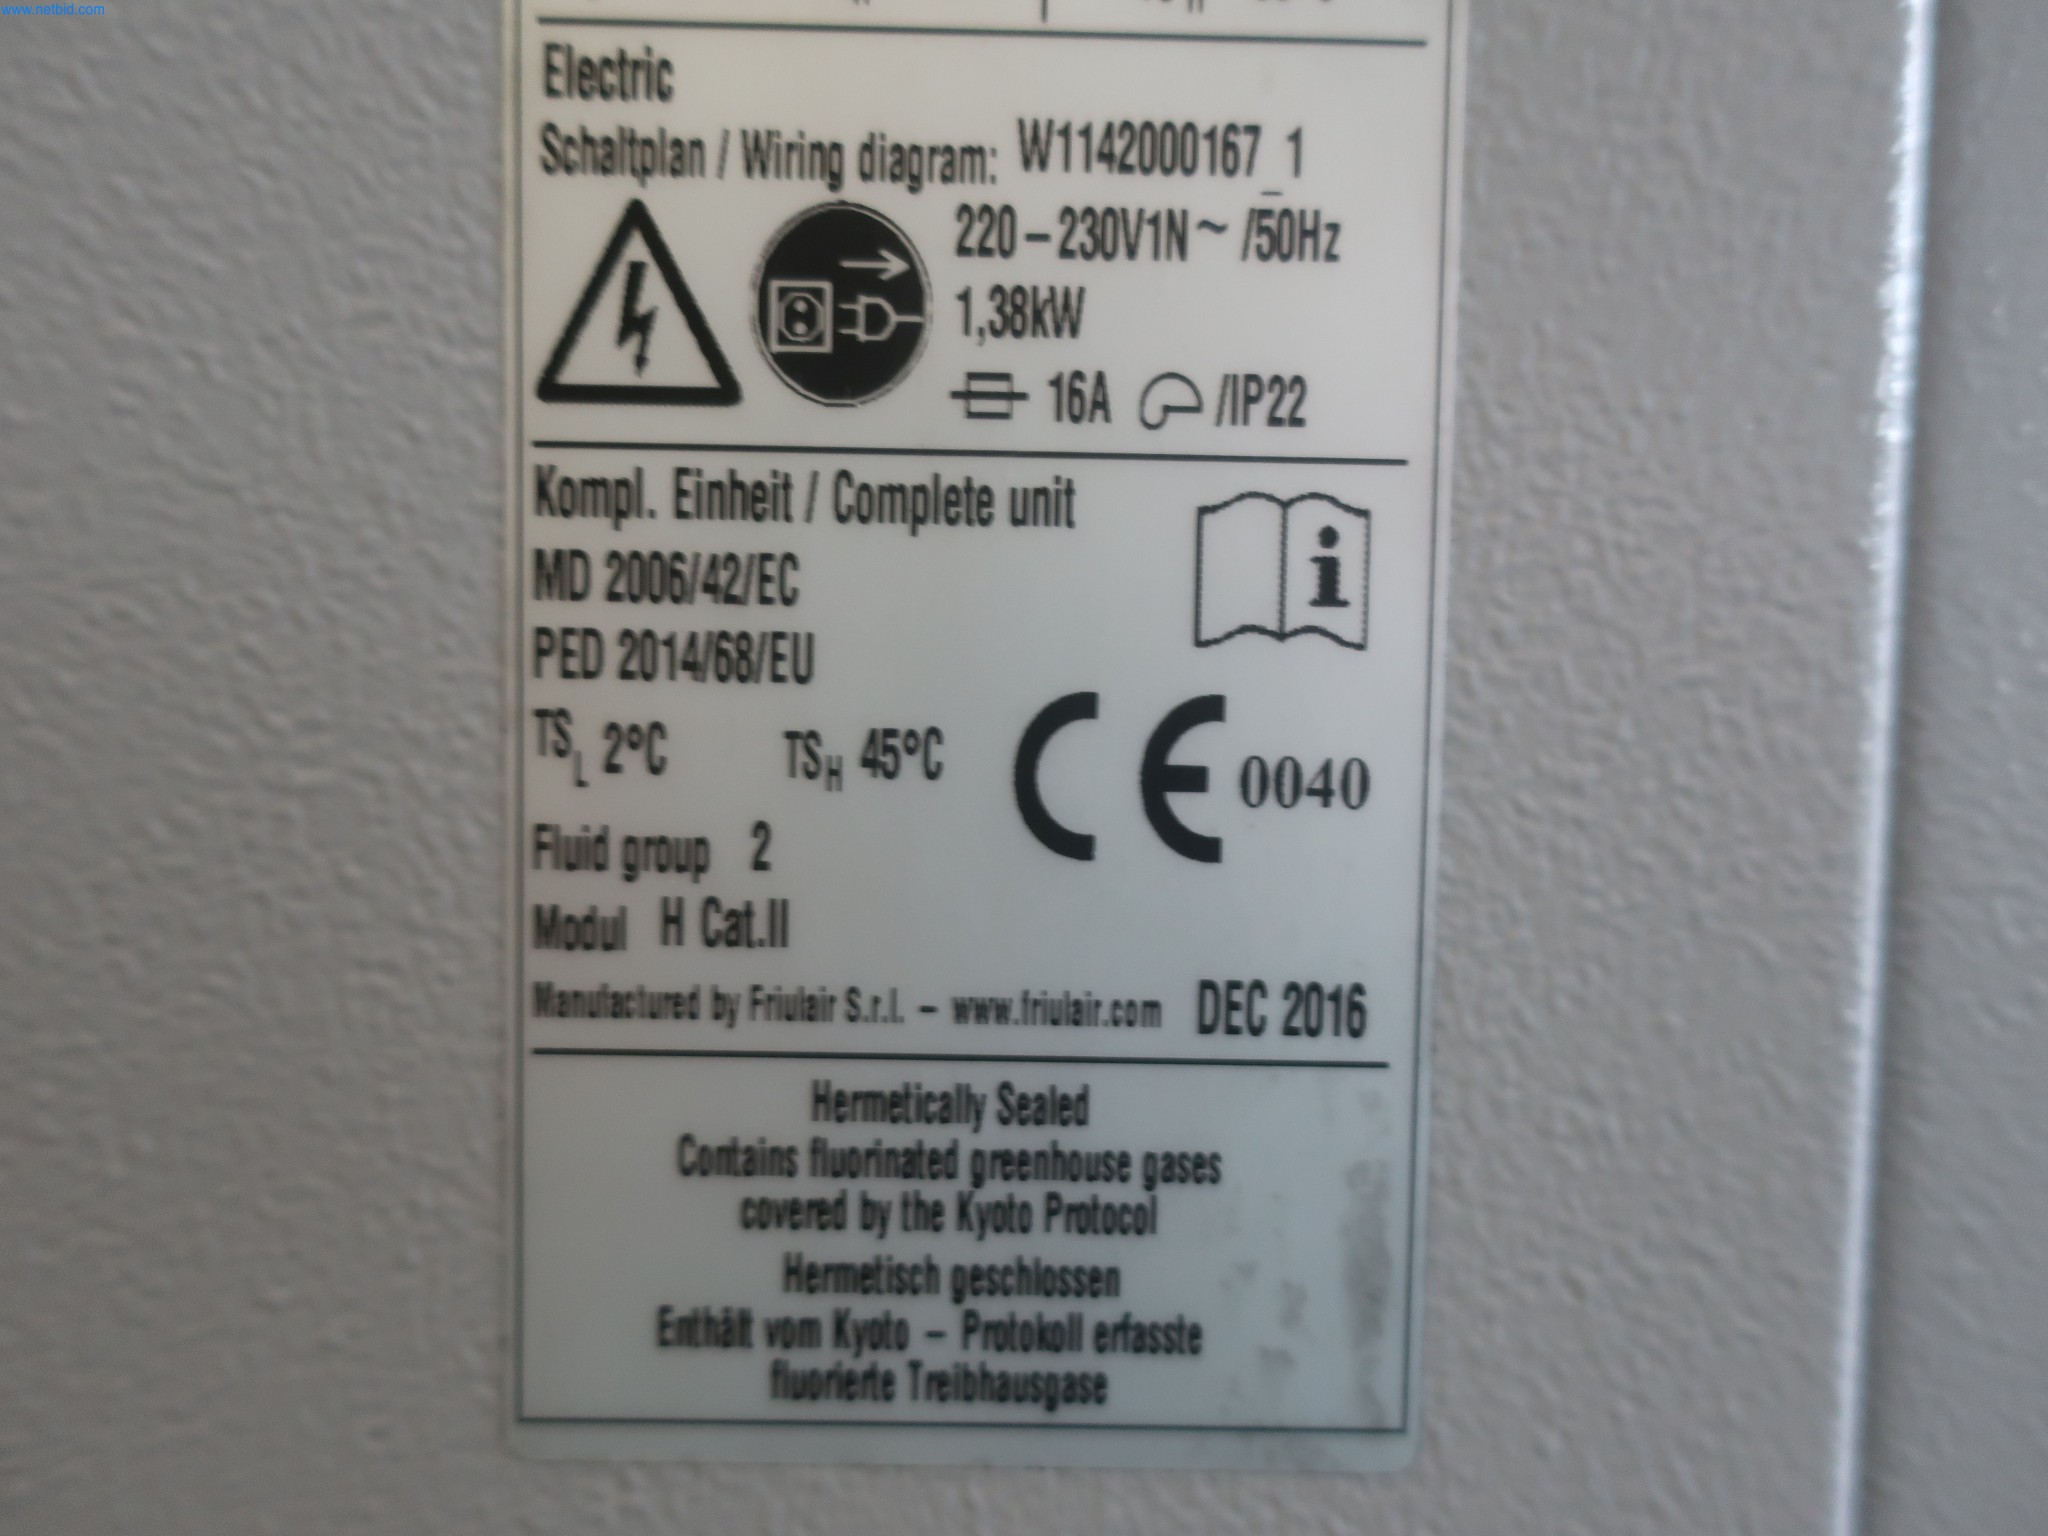 www.netbid.com
Electric
Schaltplan / Wiring diagram: W1142000167_1
220-230V1N~ /50Hz
1,38kW
16A /IP22
Kompl. Einheit / Complete unit
MD 2006/42/EC
PED 2014/68/EU
TSL 2°C TSH 45°C
CE 0040
Fluid group 2
Modul H Cat.II
Manufactured by Friulair S.r.l. - www.friulair.com DEC 2016
Hermetically Sealed
Contains fluorinated greenhouse gases
covered by the Kyoto Protocol
Hermetisch geschlossen
Enthält vom Kyoto - Protokoll erfasste
fluorierte Treibhausgase